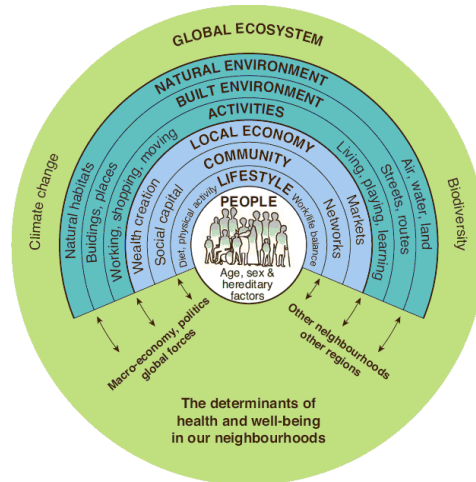 GLOBAL ECOSYSTEM
NATURAL ENVIRONMENT
BUILT ENVIRONMENT
ACTIVITIES
LOCAL ECONOMY
COMMUNITY
LIFESTYLE
PEOPLE
Age, sex &
hereditary
factors
Climate change
Natural habitats
Buidings, places
Working, shopping, moving
Wealth creation
Social capital
Diet, physical activity
Work/life balance
Networks
Markets
Living, playing, learning
Streets, routes
Air, water, land
Biodiversity
Macro-economy, politics
global forces
Other neighbourhoods
other regions
The determinants of
health and well-being
in our neighbourhoods